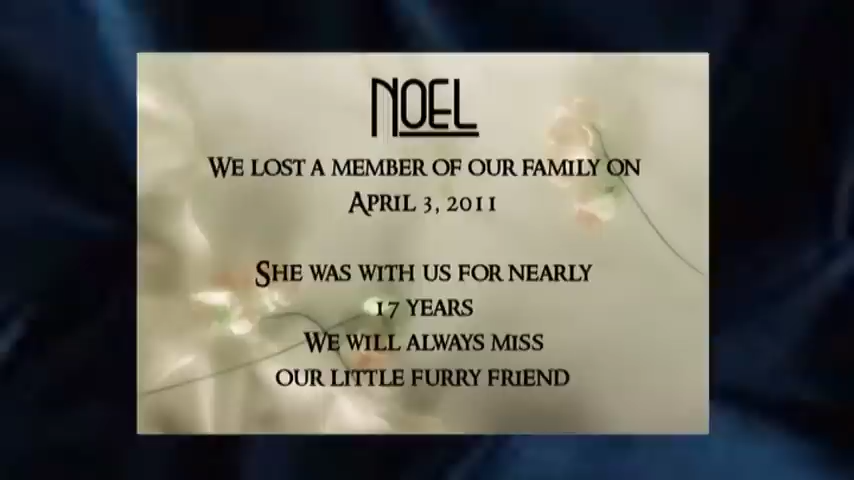 NOEL
WE LOST A MEMBER OF OUR FAMILY ON
APRIL 3, 2011
SHE WAS WITH US FOR NEARLY
17 YEARS
WE WILL ALWAYS MISS
OUR LITTLE FURRY FRIEND